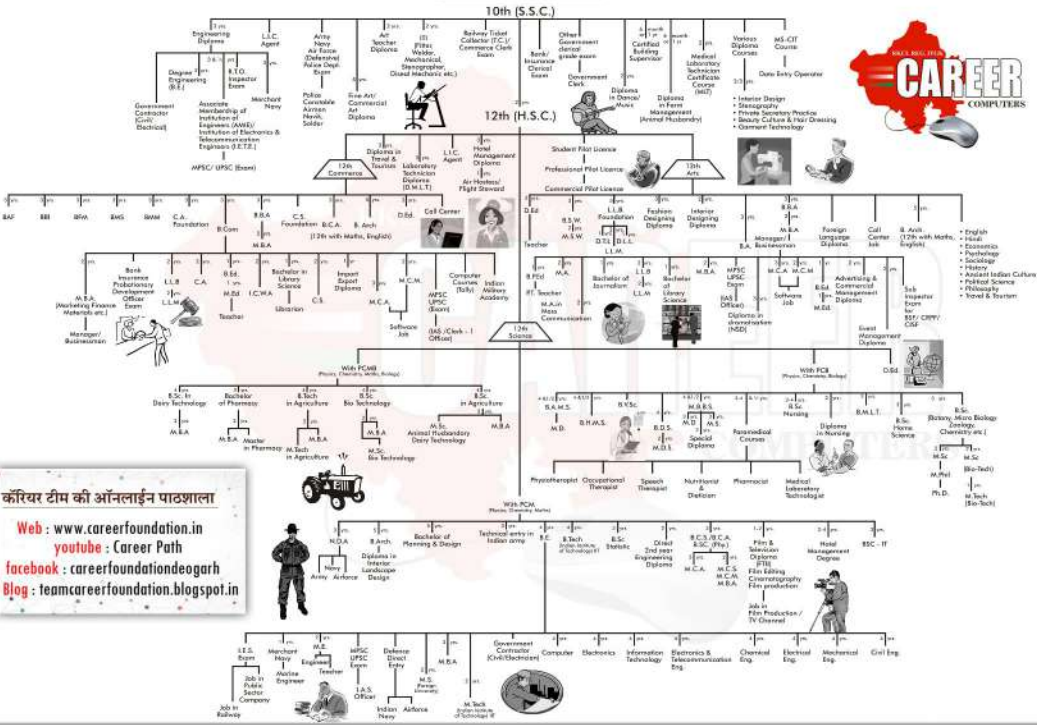 10th (S.S.C.)
Engineering
Diploma
L.I.C.
Agent
Army
Navy
Air Force
(Defensive)
Police Dept.
Exam
Art
Teacher
Diploma
(ITI)
(Fitter,
Welder,
Mechanical,
Stenographer,
Diseal Mechanic etc.)
Railway Ticket
Collector (T.C.)/
Commerce Clerk
Exam
Bank/
Insurance
Clerical
Exam
Other
Government
clerical
grade exam
Certified
Building
Supervisor
Medical
Laboratory
Technician
Certificate
Course
(MLT)
Various
Diploma
Courses
MS-CIT
Course
Degree
Engineering
(B.E.)
R.T.O.
Inspector
Exam
Merchant
Navy
Police
Constable
Airmen
Navik
Soldier
Fine Art/
Commercial
Art
Diploma
Government
Clerk
Diploma
in Dance/
Music
Diploma
in Farm
Management
(Animal Husbantry)
Data Entry Operator
• Interior Design
• Stenography
• Private Secretary Practice
• Beauty Culture & Hair Dressing
• Garment Technology
Government
Contractor
(Civil/
Electrical)
Associate
Membership of
Institution of
Engineers (AMIE)/
Institution of Electronics &
Telecommunication
Engineers (I.E.T.E.)
MPSC/ UPSC (Exam)
CAREER
COMPUTERS
12th (H.S.C.)
12th
Commerce
Diploma in
Travel &
Tourism
Laboratory
Technician
Diploma
(D.M.L.T.)
L.I.C.
Agent
Hotel
Management
Diploma
Air Hostess/
Flight Steward
Student Pilot Licence
Professional Pilot Licence
Commercial Pilot Licence
Arts
BAF
BBI
BFM
BMS
BMM
C.A.
Foundation
B.Com
B.B.A
M.B.A
C.S.
Foundation
B.C.A.
B. Arch
(12th with Maths, English)
D.Ed.
Call Center
D.Ed
Teacher
B.S.W.
M.S.W.
L.L.B
Foundation
D.T.L
D.L.L.
L.L.M
Fashion
Designing
Diploma
Interior
Designing
Diploma
B.A.
B.B.A
M.B.A
Manager/
Businessman
Foreign
Language
Diploma
Call
Center
Job
B. Arch
(12th with Maths,
English)
• English
• Hindi
• Economics
• Psychology
• Sociology
• History
• Ancient Indian Culture
• Political Science
• Philosophy
• Travel & Tourism
M.B.A
(Marketing Finance
Materials etc.)
Manager/
Businessman
Bank
Insurance
Probationary
Development
Officer
Exam
L.L.B
L.L.M
C.A.
B.Ed.
M.Ed
Teacher
I.C.W.A
Bachelor in
Library
Science
Librarian
C.S.
Import
Export
Diploma
M.C.A.
M.C.M
Software
Job
MPSC
UPSC
(Exam)
(IAS /Clerk - 1
Officer)
Computer
Courses
(Tally)
Indian
Military
Academy
B.P.Ed
P.T. Teacher
M.A.
M.A.in
Mass
Communication
Bachelor of
Journalism
L.L.B
L.L.M
Bachelor
of
Library
Science
M.B.A
MPSC
UPSC
Exam
(IAS
Officer)
Diploma in
dramatisation
(NSD)
M.C.A
M.C.M
Software
Job
B.Ed
M.Ed.
Advertising &
Commercial
Management
Diploma
Event
Management
Diploma
Sub
Inspector
Exam
for
BSF/ CRPF/
CISF
D.Ed.
12th
Science
With PCMB
(Physics, Chemistry, Maths, Biology)
With PCB
(Physics, Chemistry, Biology)
B.Sc. In
Dairy Technology
M.B.A
Bachelor
of Pharmacy
M.B.A
Master
in Pharmacy
B.Tech
in Agriculture
M.Tech
in Agriculture
M.B.A
B.Sc
Bio Technology
M.B.A
M.Sc.
Bio Technology
B.Sc.
in Agriculture
M.Sc.
Animal Husbandary
Dairy Technology
M.B.A
B.A.M.S.
M.D.
B.H.M.S.
B.V.Sc.
B.D.S.
M.D.S.
M.B.B.S.
M.D
M.S.
Special
Diploma
Paramedical
Courses
B.Sc
Nursing
Diploma
in Nursing
B.M.L.T.
B.Sc
Home
Science
B.Sc
(Botany, Micro Biology
Zoology,
Chemistry etc.)
M.Sc
M.Phil
Ph.D.
M.Sc
(Bio-Tech)
M.Tech
(Bio-Tech)
Physiotherapist
Occupational
Therapist
Speech
Therapist
Nutritionist
&
Dietician
Pharmacist
Medical
Laboratory
Technologist
कॅरियर टीम की ऑनलाईन पाठशाला
Web : www.careerfoundation.in
youtube : Career Path
facebook : careerfoundationdeogarh
Blog : teamcareerfoundation.blogspot.in
With PCM
(Physics, Chemistry, Maths)
N.D.A
Army
Navy
Airforce
B.Arch.
Diploma in
Interior
Landscape
Design
Bachelor of
Planning & Design
Technical entry in
Indian army
B.E.
B.Tech
(Indian Institute
of Technology) IIT
B.Sc
Statistic
Direct
2nd year
Engineering
Diploma
B.C.S./B.C.A.
B.SC. (Phy.)
M.C.A.
M.C.S.
M.C.M.
M.B.A.
Film &
Television
Diploma
(FTII)
Film Editing
Cinematography
Film production
Job in
Film Production /
TV Channel
Hotel
Management
Degree
BSC - IT
I.E.S.
Exam
Job in
Public
Sector
Company
Job in
Railway
Merchant
Navy
Marine
Engineer
M.E.
Engineer
Teacher
MPSC
UPSC
Exam
I.A.S.
Officer
Defence
Direct
Entry
Indian
Navy
Airforce
M.S.
(Foreign
University)
M.B.A
M.Tech
(Indian Institute
of Technology) IIT
Government
Contractor
(Civil/Electrician)
Computer
Electronics
Information
Technology
Electronics &
Telecommunication
Eng.
Chemical
Eng.
Electrical
Eng.
Mechanical
Eng.
Civil Eng.